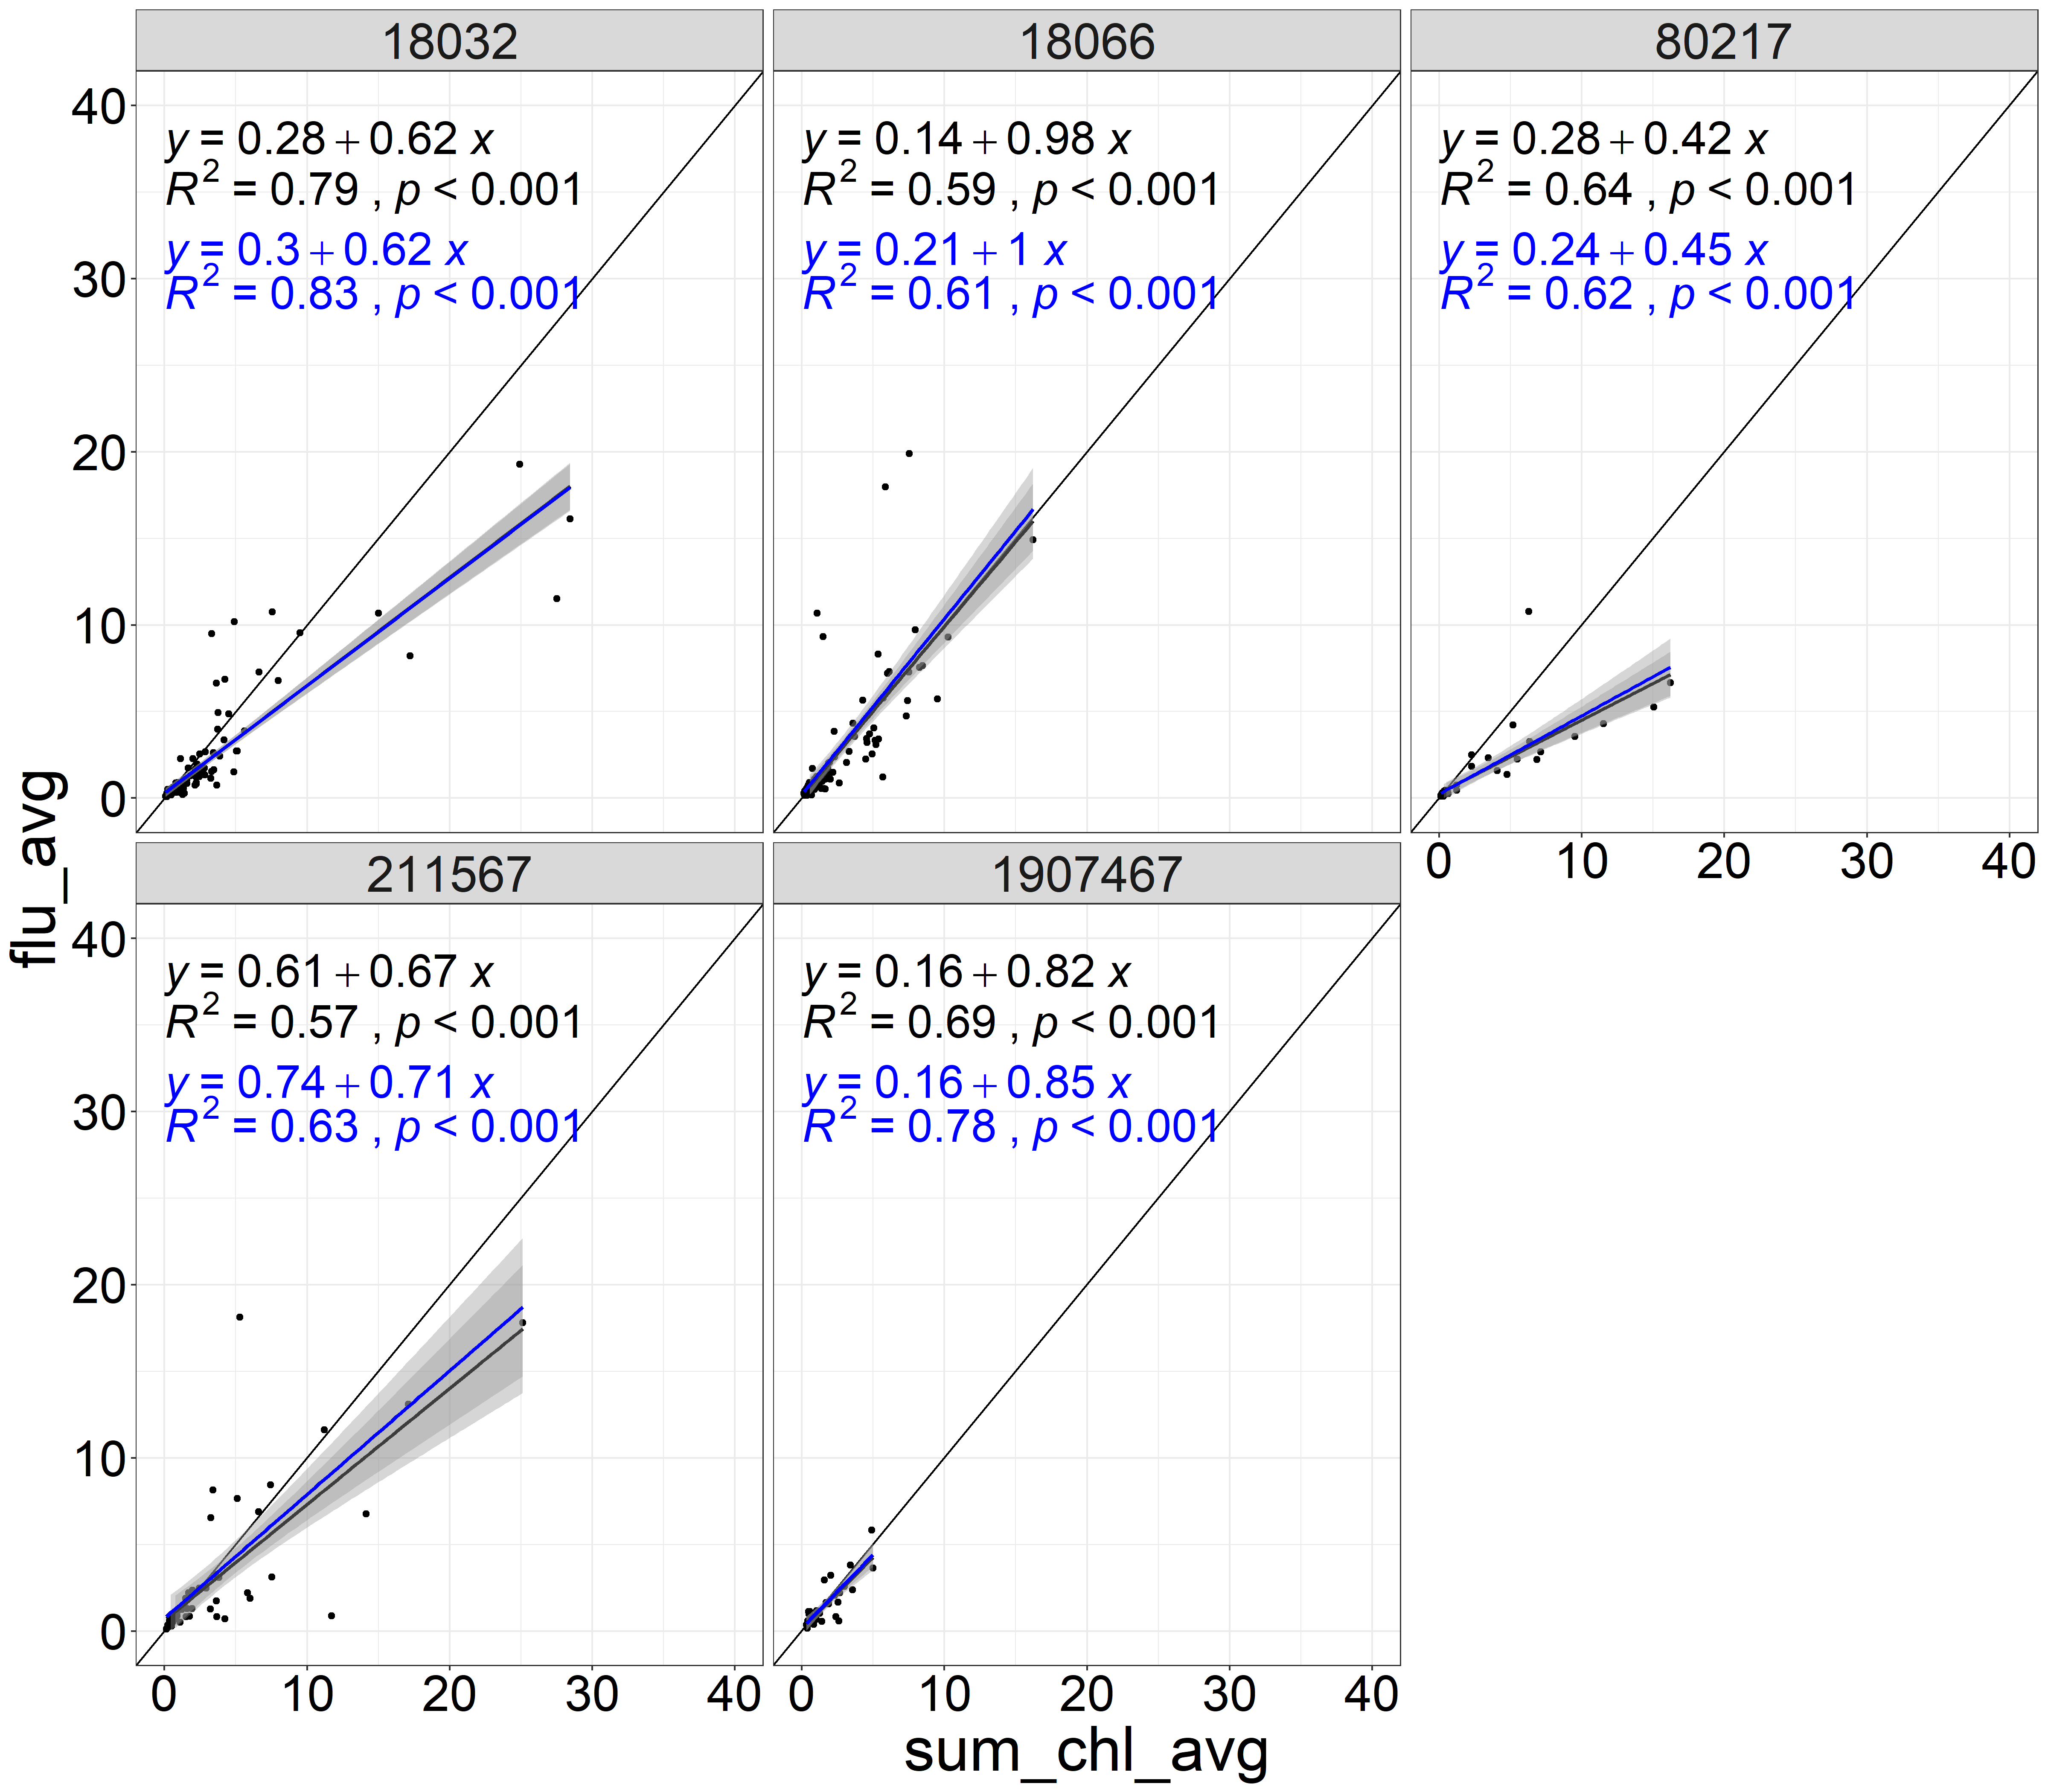 18032
18066
80217
40
30
20
10
0
y = 0.28 + 0.62 x
R² = 0.79 , p < 0.001
y = 0.3 + 0.62 x
R² = 0.83 , p < 0.001
y = 0.14 + 0.98 x
R² = 0.59 , p < 0.001
y = 0.21 + 1 x
R² = 0.61 , p < 0.001
y = 0.28 + 0.42 x
R² = 0.64 , p < 0.001
y = 0.24 + 0.45 x
R² = 0.62 , p < 0.001
0 10 20 30 40
flu_avg
211567
1907467
40
30
20
10
0
y = 0.61 + 0.67 x
R² = 0.57 , p < 0.001
y = 0.74 + 0.71 x
R² = 0.63 , p < 0.001
y = 0.16 + 0.82 x
R² = 0.69 , p < 0.001
y = 0.16 + 0.85 x
R² = 0.78 , p < 0.001
0 10 20 30 40
0 10 20 30 40
sum_chl_avg